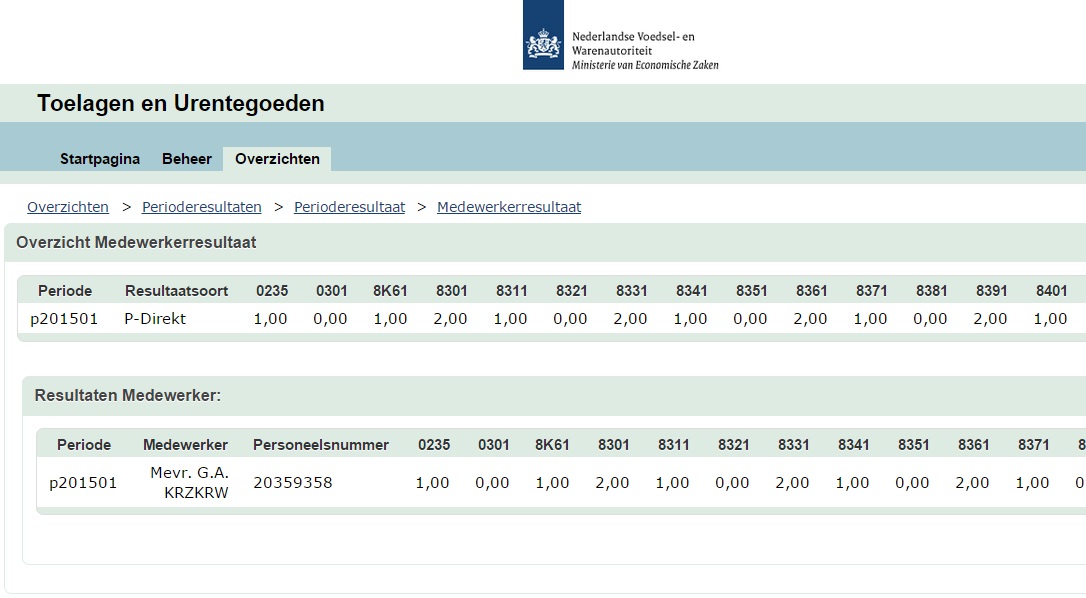 Nederlandse Voedsel- en
Warenautoriteit
Ministerie van Economische Zaken
Toelagen en Urentegoeden
Startpagina Beheer Overzichten
Overzichten > Perioderesultaten > Perioderesultaat > Medewerkerresultaat
Overzicht Medewerkerresultaat
Periode Resultaatsoort 0235 0301 8K61 8301 8311 8321 8331 8341 8351 8361 8371 8381 8391 8401
p201501 P-Direkt 1,00 0,00 1,00 2,00 1,00 0,00 2,00 1,00 0,00 2,00 1,00 0,00 2,00 1,00
Resultaten Medewerker:
Periode Medewerker Personeelsnummer 0235 0301 8K61 8301 8311 8321 8331 8341 8351 8361 8371 8
p201501 Mevr. G.A. 20359358 1,00 0,00 1,00 2,00 1,00 0,00 2,00 1,00 0,00 2,00 1,00 0
KRZKRW